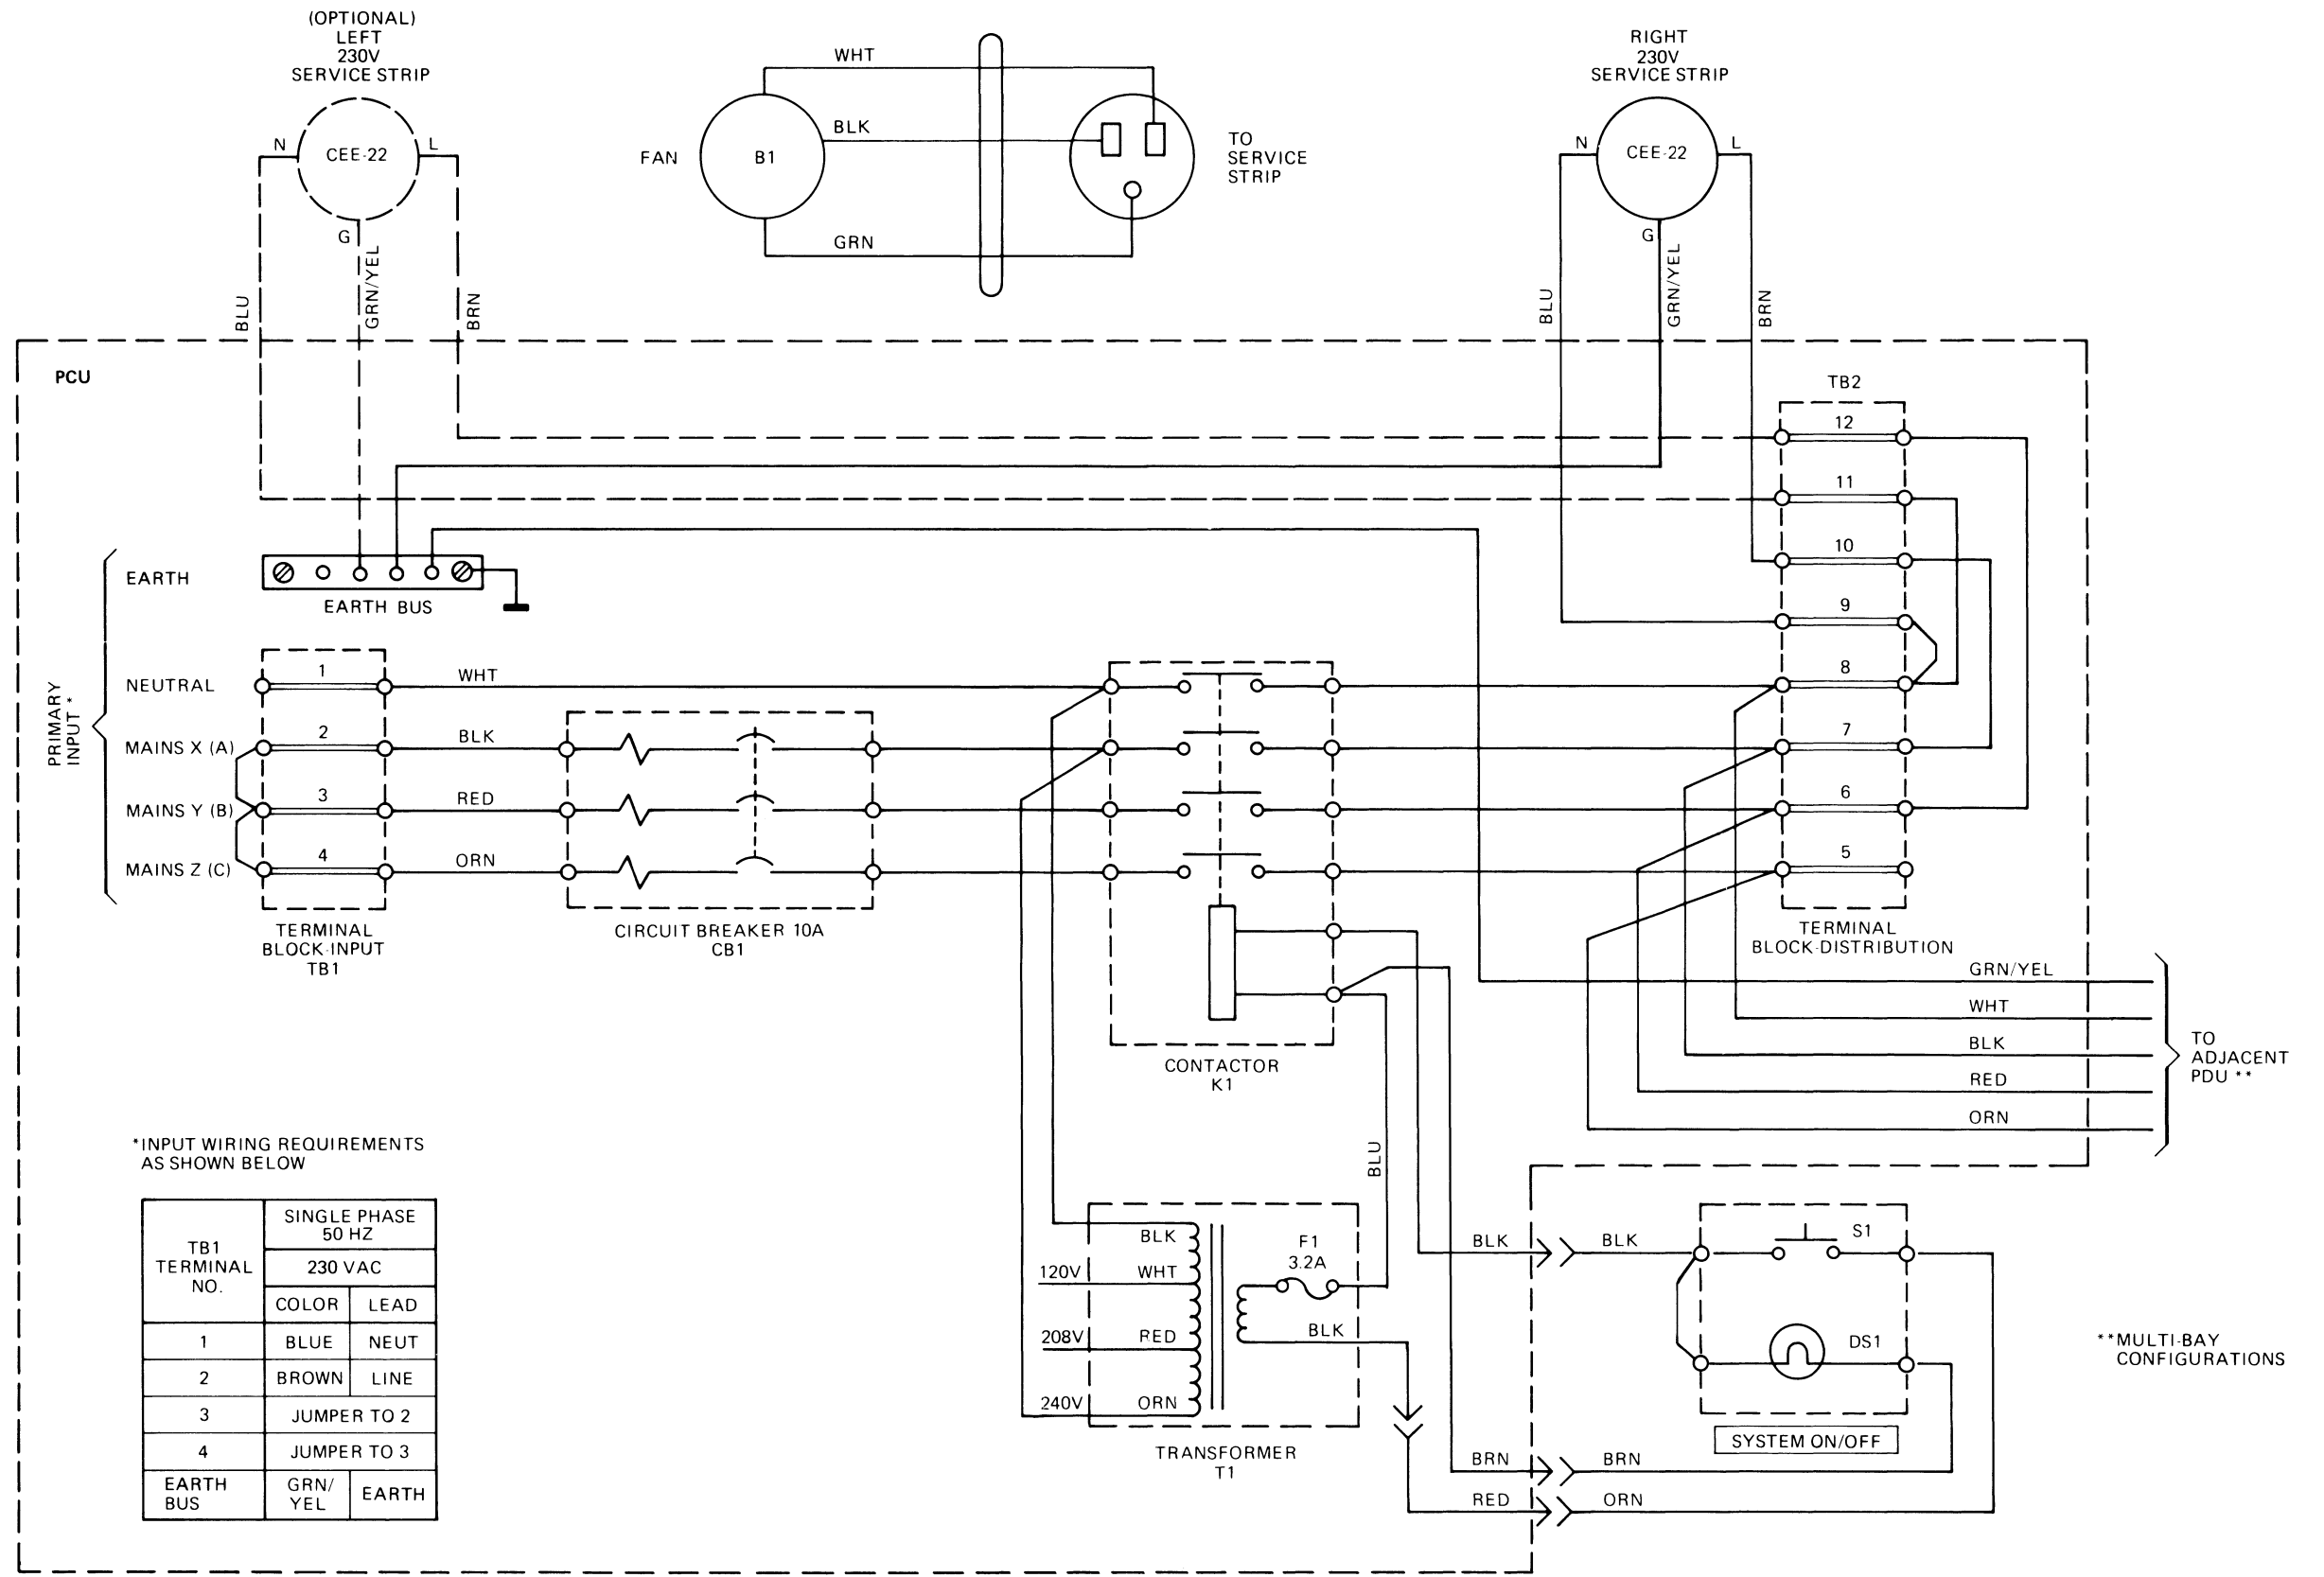 (OPTIONAL)
LEFT
230V
SERVICE STRIP
N
CEE-22
L
G
BLU
GRN/YEL
BRN
WHT
BLK
FAN
B1
GRN
TO
SERVICE
STRIP
RIGHT
230V
SERVICE STRIP
N
CEE-22
L
G
BLU
GRN/YEL
BRN
PCU
TB2
12
11
10
9
8
7
6
5
TERMINAL
BLOCK-DISTRIBUTION
PRIMARY
INPUT *
EARTH
EARTH BUS
NEUTRAL
MAINS X (A)
MAINS Y (B)
MAINS Z (C)
1
2
3
4
TERMINAL
BLOCK-INPUT
TB1
WHT
BLK
RED
ORN
CIRCUIT BREAKER 10A
CB1
CONTACTOR
K1
GRN/YEL
WHT
BLK
RED
ORN
TO
ADJACENT
PDU **
*INPUT WIRING REQUIREMENTS
AS SHOWN BELOW
TB1
TERMINAL
NO.
SINGLE PHASE
50 HZ
230 VAC
COLOR LEAD
1 BLUE NEUT
2 BROWN LINE
3 JUMPER TO 2
4 JUMPER TO 3
EARTH
BUS
GRN/
YEL
EARTH
BLU
BLK
120V WHT
208V RED
240V ORN
F1
3.2A
BLK
TRANSFORMER
T1
BLK BLK
S1
DS1
SYSTEM ON/OFF
BRN BRN
RED ORN
**MULTI-BAY
CONFIGURATIONS